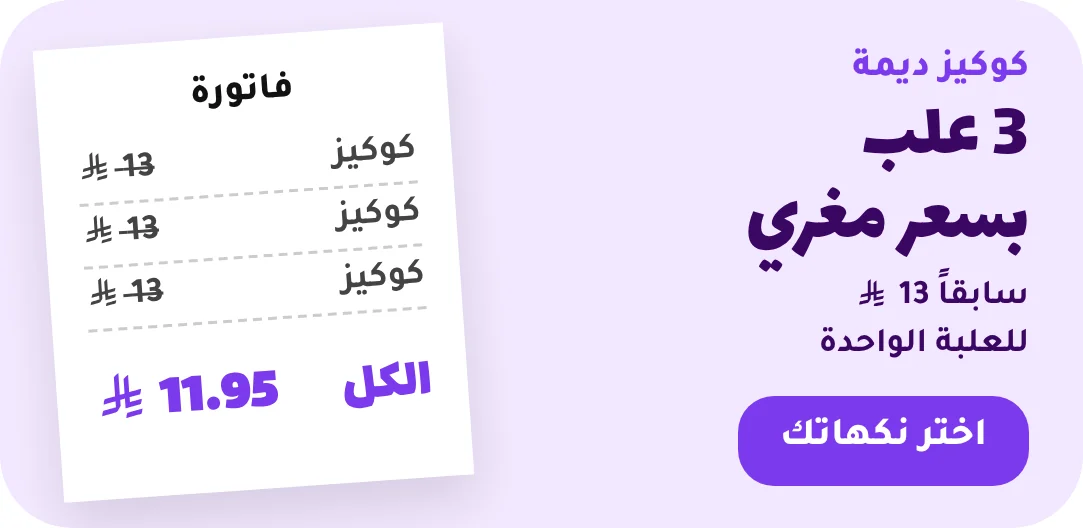 كوكيز ديمة
3 علب
بسعر مغري
سابقاً 13 ⃁
للعلبة الواحدة
اختر نكهاتك
فاتورة
كوكيز 13 ⃁
كوكيز 13 ⃁
كوكيز 13 ⃁
الكل 11.95 ⃁